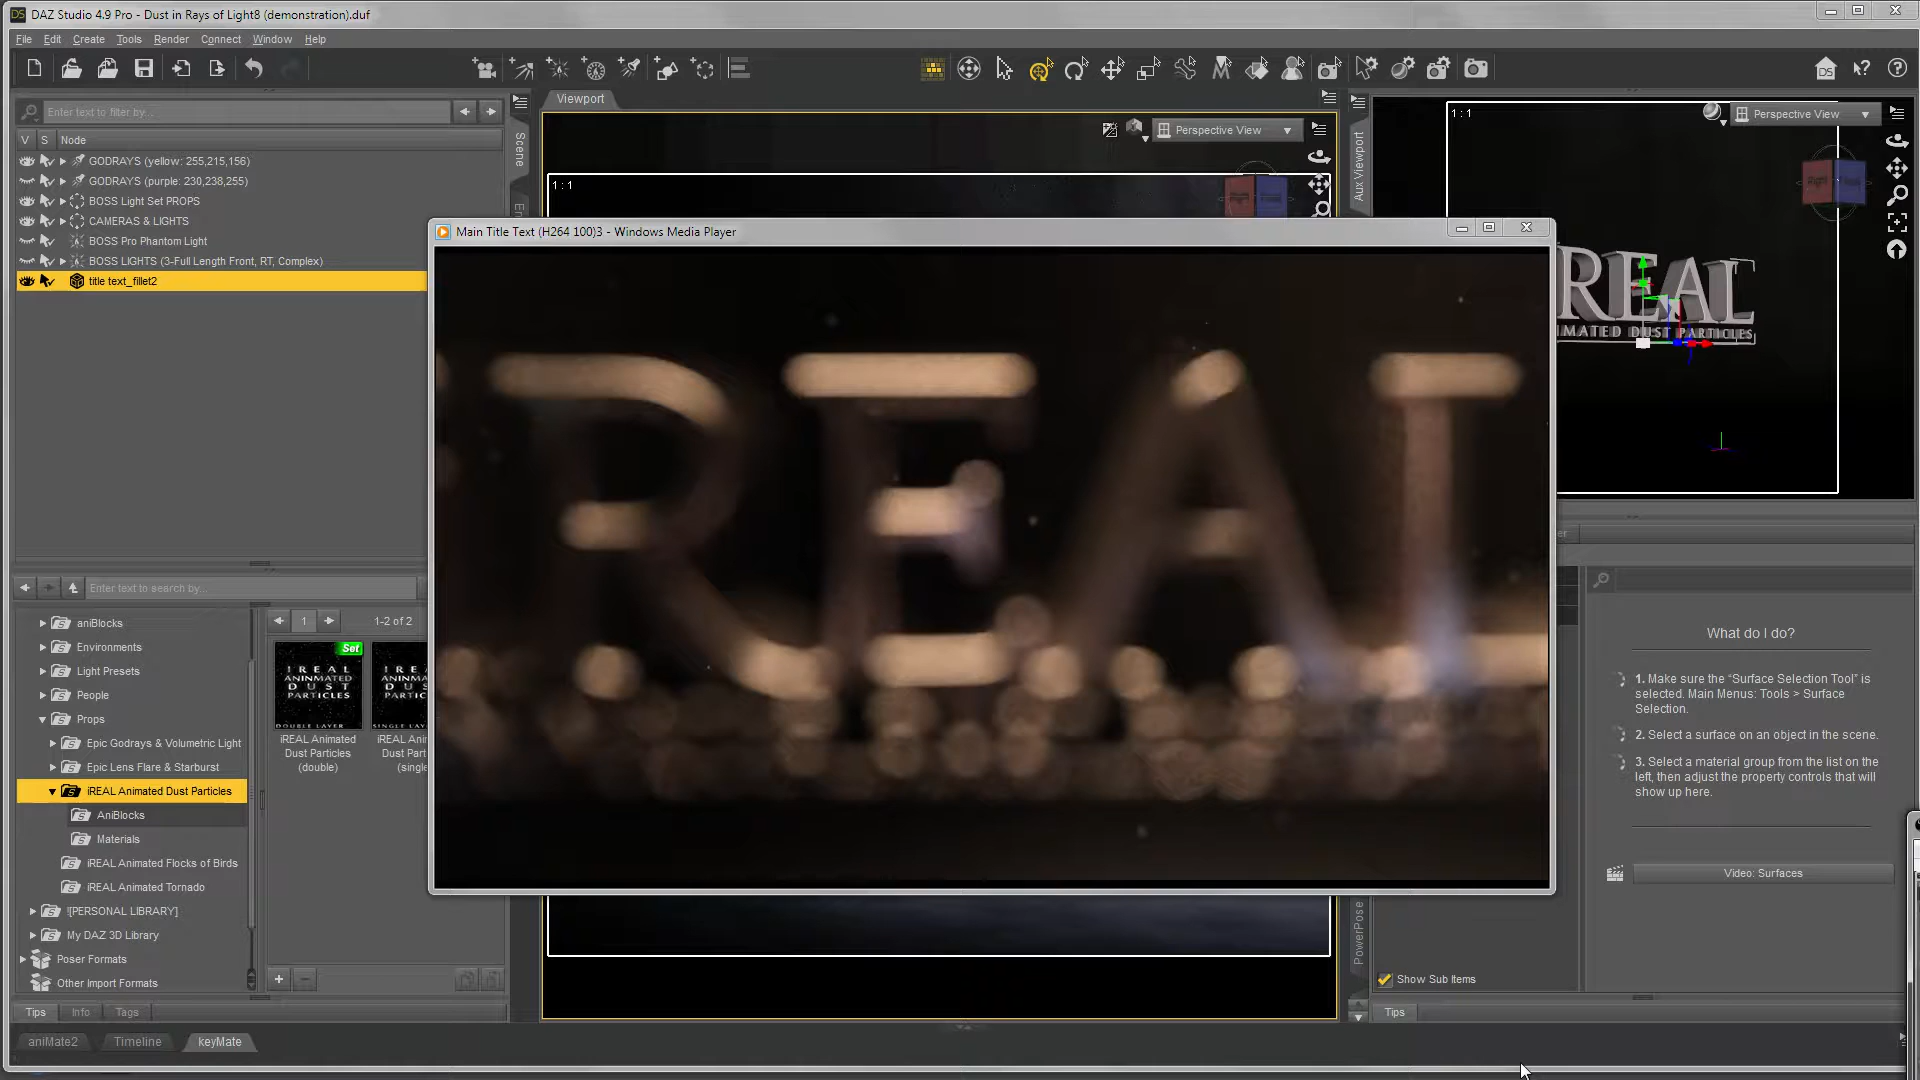 DAZ Studio 4.9 Pro - Dust in Rays of Light8 (demonstration).duf
File Edit Create Tools Render Connect Window Help
Enter text to filter by...
V S Node
GODRAYS (yellow: 255,215,156)
GODRAYS (purple: 230,238,255)
BOSS Light Set PROPS
CAMERAS & LIGHTS
BOSS Pro Phantom Light
BOSS LIGHTS (3-Full Length Front, RT, Complex)
title text_fillet2
Scene
Viewport
Perspective View
1 : 1
Aux Viewport
1 : 1
Perspective View
REAL
IMATED DUST PARTICLES
Main Title Text (H264 100)3 - Windows Media Player
REAL
Enter text to search by...
aniBlocks
Environments
Light Presets
People
Props
Epic Godrays & Volumetric Light
Epic Lens Flare & Starburst
iREAL Animated Dust Particles
AniBlocks
Materials
iREAL Animated Flocks of Birds
iREAL Animated Tornado
![PERSONAL LIBRARY]
My DAZ 3D Library
Poser Formats
Other Import Formats
1
1-2 of 2
Set
IREAL
ANINMATED
DUST
PARTICLES
DOUBLE LAYER
iREAL Animated
Dust Particles
(double)
SINGLE
iREAL Ani
Dust Part
(single
Tips Info Tags
aniMate2 Timeline keyMate
PowerPose
What do I do?
1. Make sure the "Surface Selection Tool" is
selected. Main Menus: Tools > Surface
Selection.
2. Select a surface on an object in the scene.
3. Select a material group from the list on the
left, then adjust the property controls that will
show up here.
Video: Surfaces
Show Sub Items
Tips